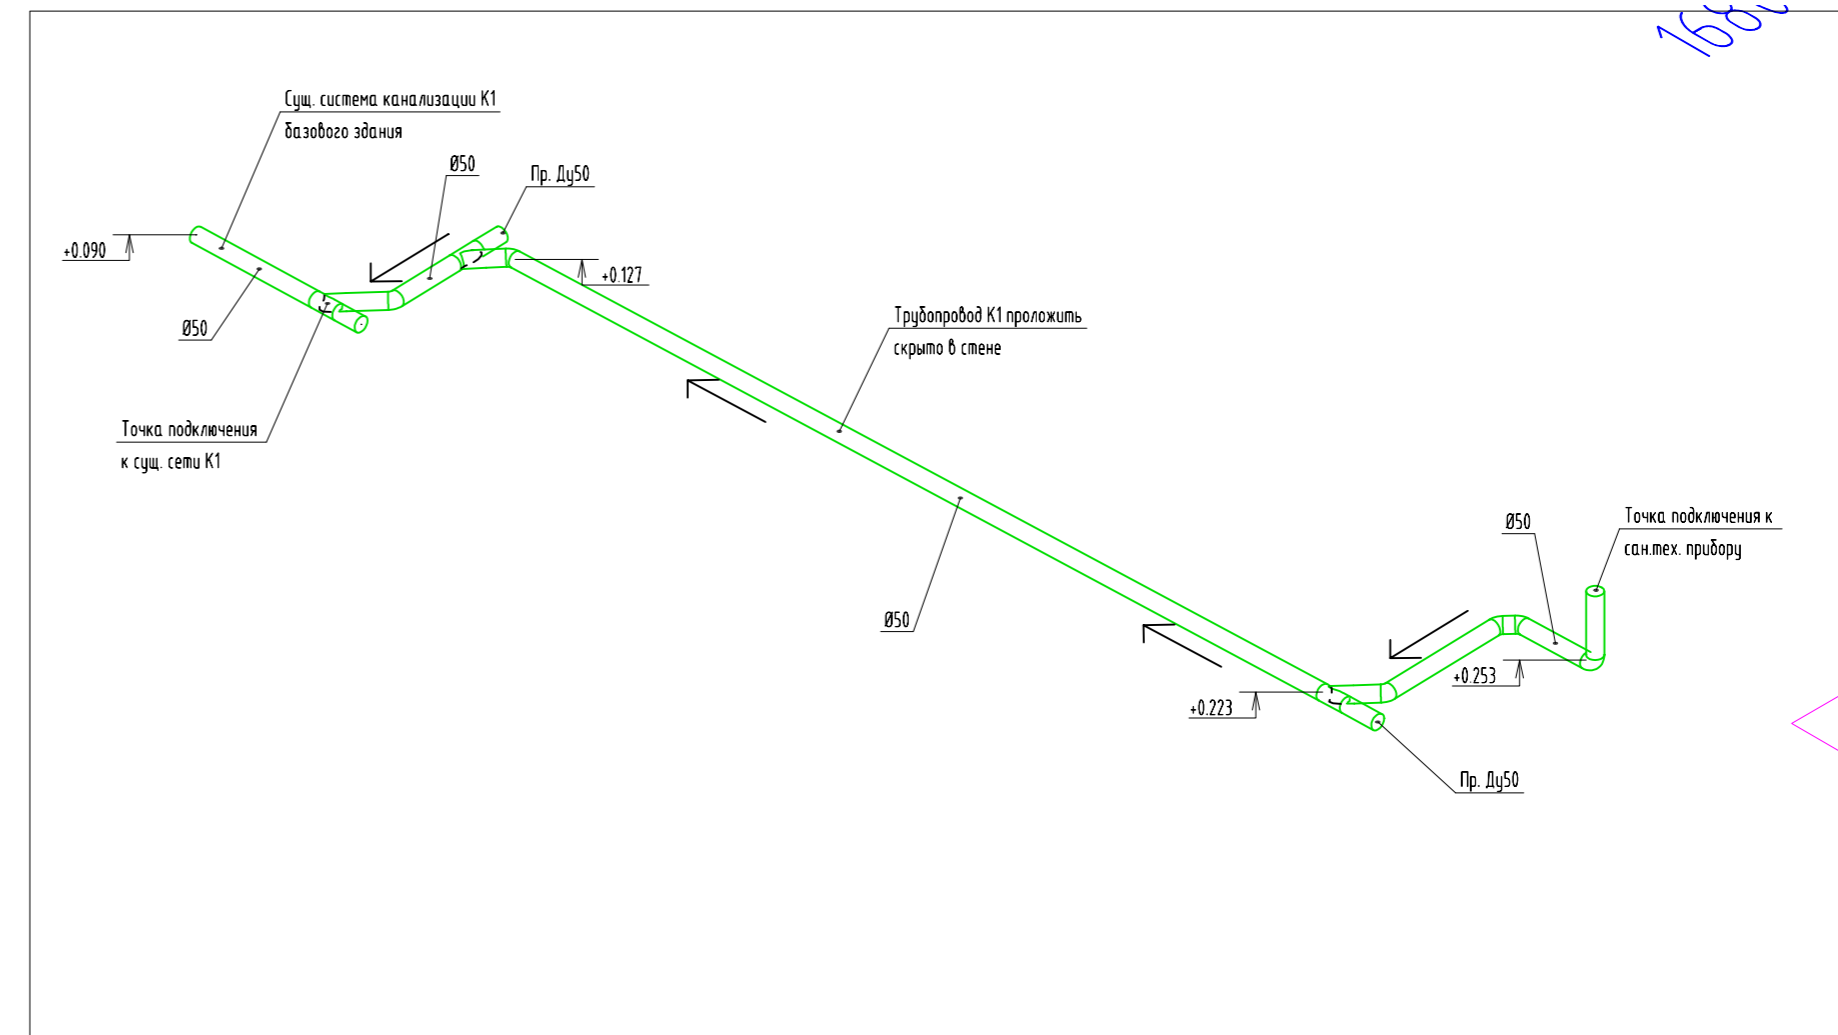 Сущ. система канализации К1
базового здания
Ø50
Пр. Ду50
+0.090
+0.127
Ø50
Трубопровод К1 проложить
скрыто в стене
Точка подключения
к сущ. сети К1
Ø50
Точка подключения к
сан.тех. прибору
Ø50
+0.253
+0.223
Пр. Ду50